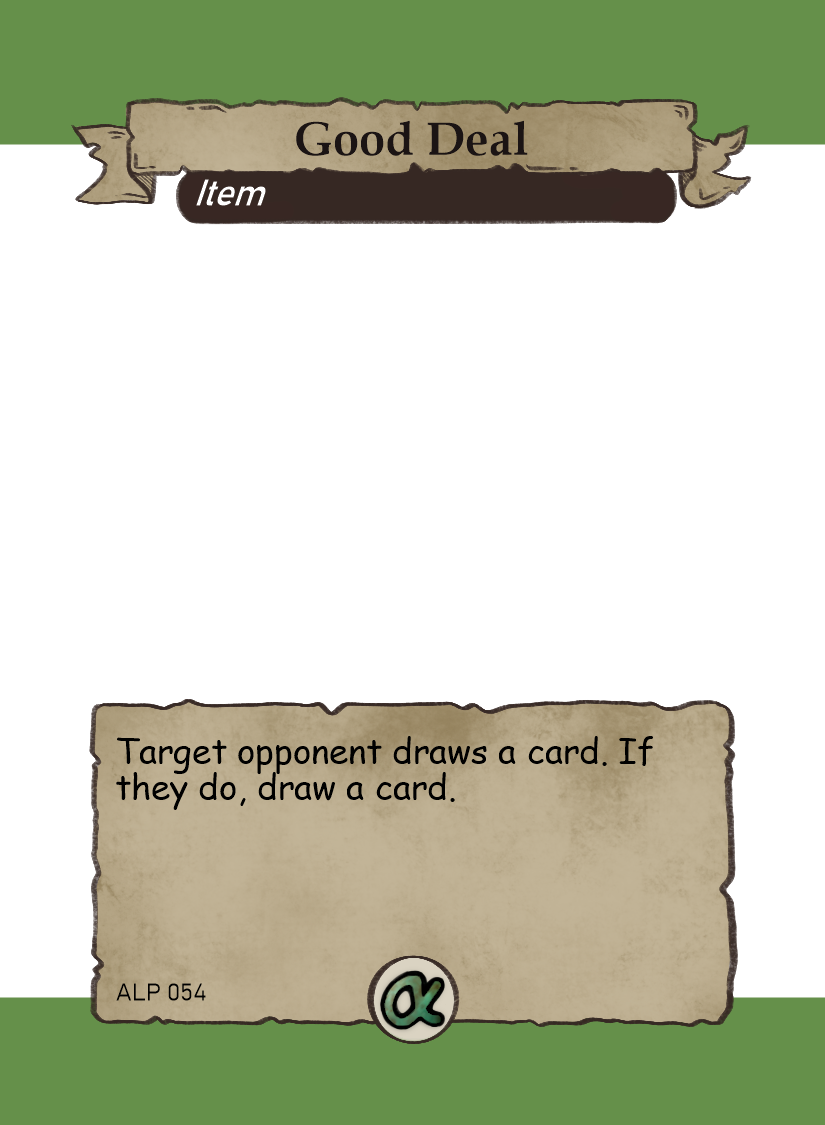 Good Deal
Item
Target opponent draws a card. If
they do, draw a card.
ALP 054
α